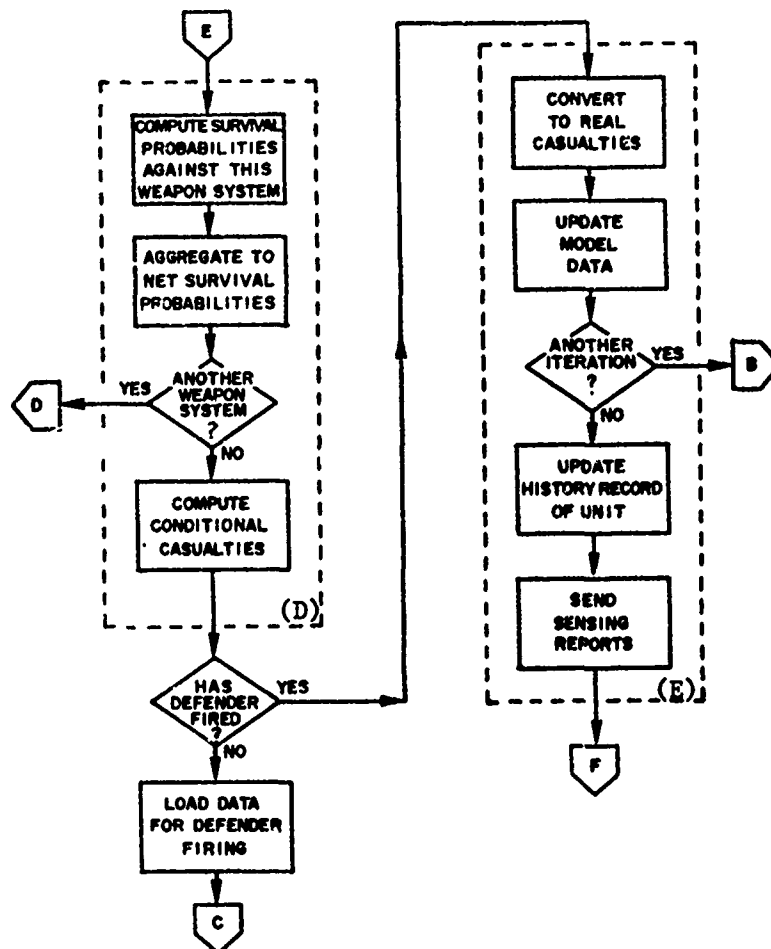 E
COMPUTE SURVIVAL
PROBABILITIES
AGAINST THIS
WEAPON SYSTEM
AGGREGATE TO
NET SURVIVAL
PROBABILITIES
ANOTHER
WEAPON
SYSTEM
?
YES
D
NO
COMPUTE
CONDITIONAL
CASUALTIES
(D)
HAS
DEFENDER
FIRED
?
YES
NO
LOAD DATA
FOR DEFENDER
FIRING
C
CONVERT
TO REAL
CASUALTIES
UPDATE
MODEL
DATA
ANOTHER
ITERATION
?
YES
B
NO
UPDATE
HISTORY RECORD
OF UNIT
SEND
SENSING
REPORTS
(E)
F